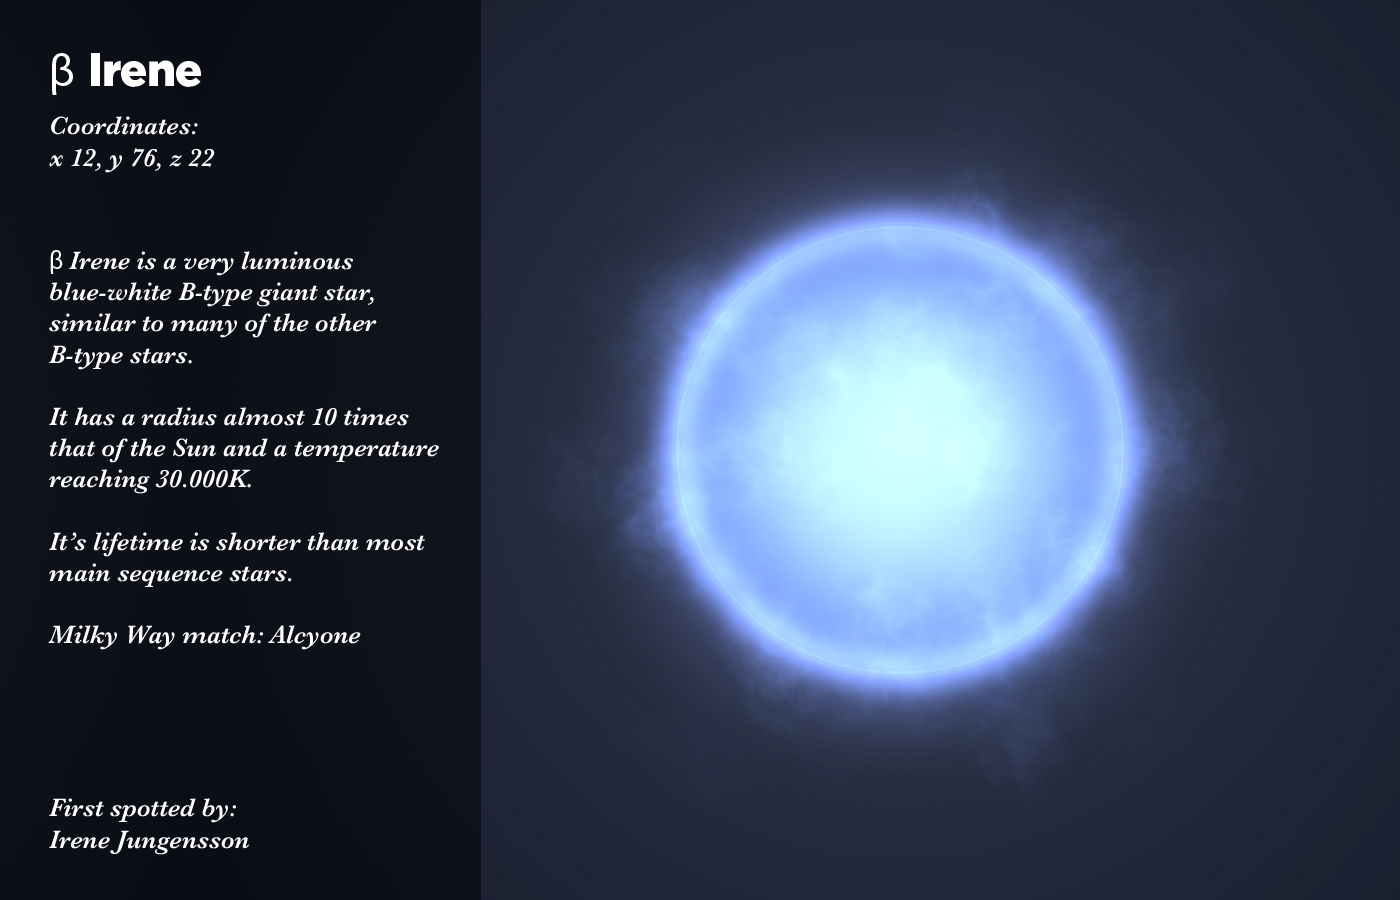 β Irene
Coordinates:
x 12, y 76, z 22
β Irene is a very luminous
blue-white B-type giant star,
similar to many of the other
B-type stars.
It has a radius almost 10 times
that of the Sun and a temperature
reaching 30.000K.
It’s lifetime is shorter than most
main sequence stars.
Milky Way match: Alcyone
First spotted by:
Irene Jungensson